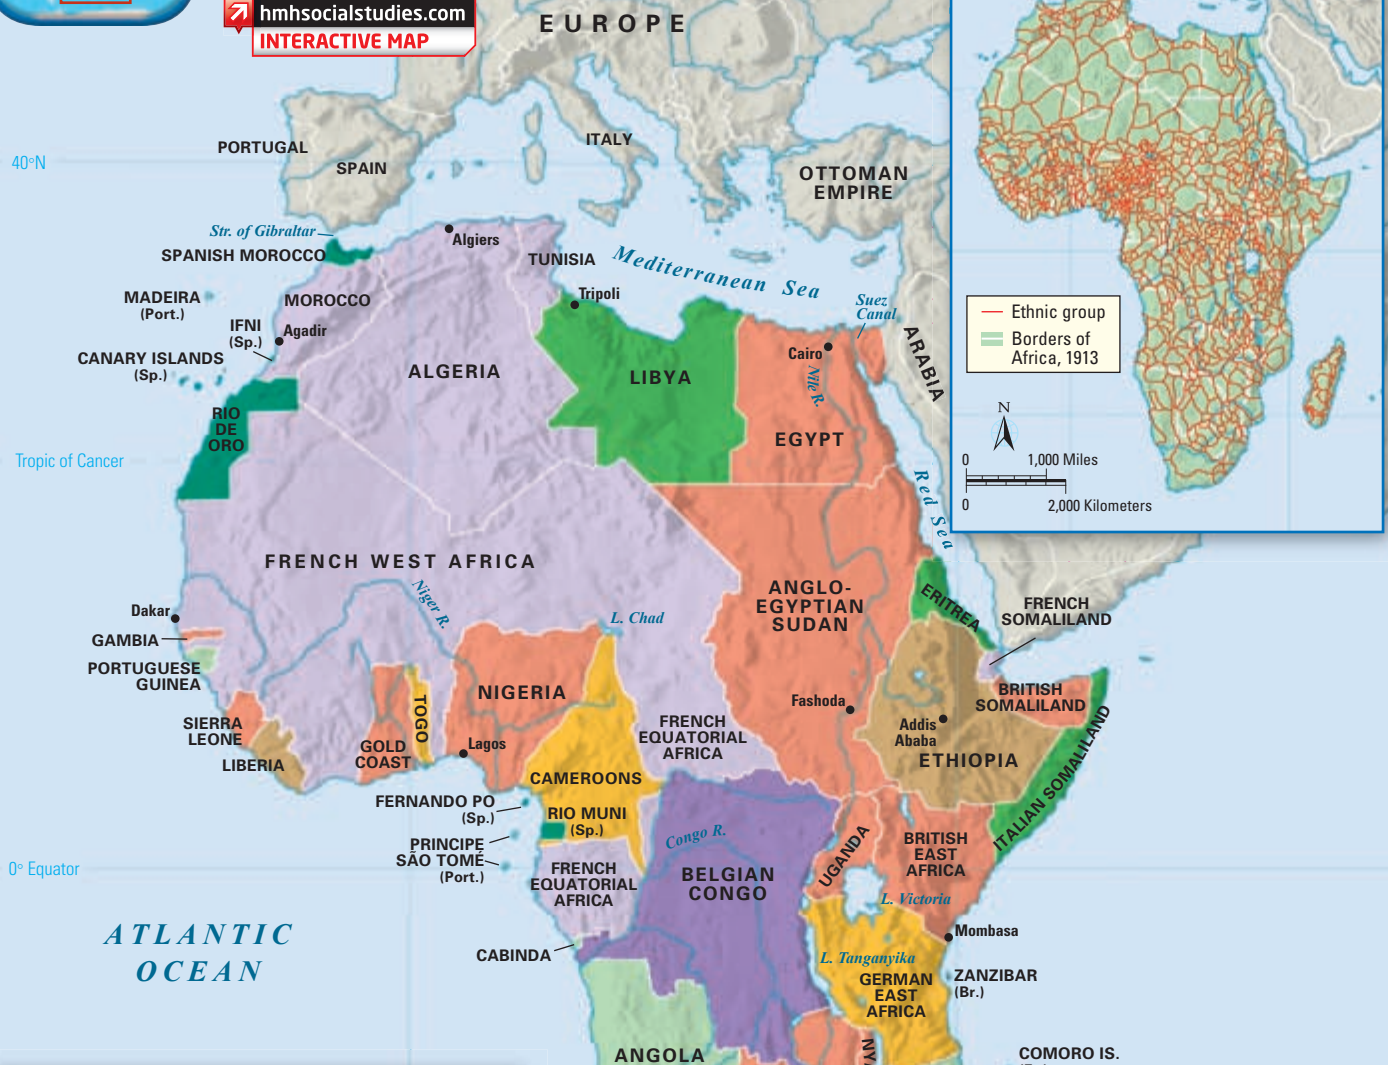 hmhsocialstudies.com
INTERACTIVE MAP
EUROPE
PORTUGAL
SPAIN
ITALY
OTTOMAN
EMPIRE
40°N
Str. of Gibraltar
SPANISH MOROCCO
Algiers
TUNISIA
Mediterranean Sea
MADEIRA
(Port.)
MOROCCO
Tripoli
Suez
Canal
IFNI
(Sp.)
Agadir
CANARY ISLANDS
(Sp.)
ALGERIA
LIBYA
Cairo
Nile R.
ARABIA
RIO
DE
ORO
EGYPT
Tropic of Cancer
Red Sea
FRENCH WEST AFRICA
Niger R.
L. Chad
ANGLO-
EGYPTIAN
SUDAN
ERITREA
FRENCH
SOMALILAND
Dakar
GAMBIA
PORTUGUESE
GUINEA
SIERRA
LEONE
LIBERIA
GOLD
COAST
TOGO
NIGERIA
Lagos
FRENCH
EQUATORIAL
AFRICA
Fashoda
Addis
Ababa
ETHIOPIA
BRITISH
SOMALILAND
ITALIAN SOMALILAND
CAMEROONS
FERNANDO PO
(Sp.)
RIO MUNI
(Sp.)
PRINCIPE
SÃO TOMÉ
(Port.)
Congo R.
UGANDA
BRITISH
EAST
AFRICA
0° Equator
FRENCH
EQUATORIAL
AFRICA
BELGIAN
CONGO
L. Victoria
ATLANTIC
OCEAN
CABINDA
Mombasa
L. Tanganyika
GERMAN
EAST
AFRICA
ZANZIBAR
(Br.)
ANGOLA
NY
COMORO IS.
Ethnic group
Borders of
Africa, 1913
N
0
1,000 Miles
0
2,000 Kilometers